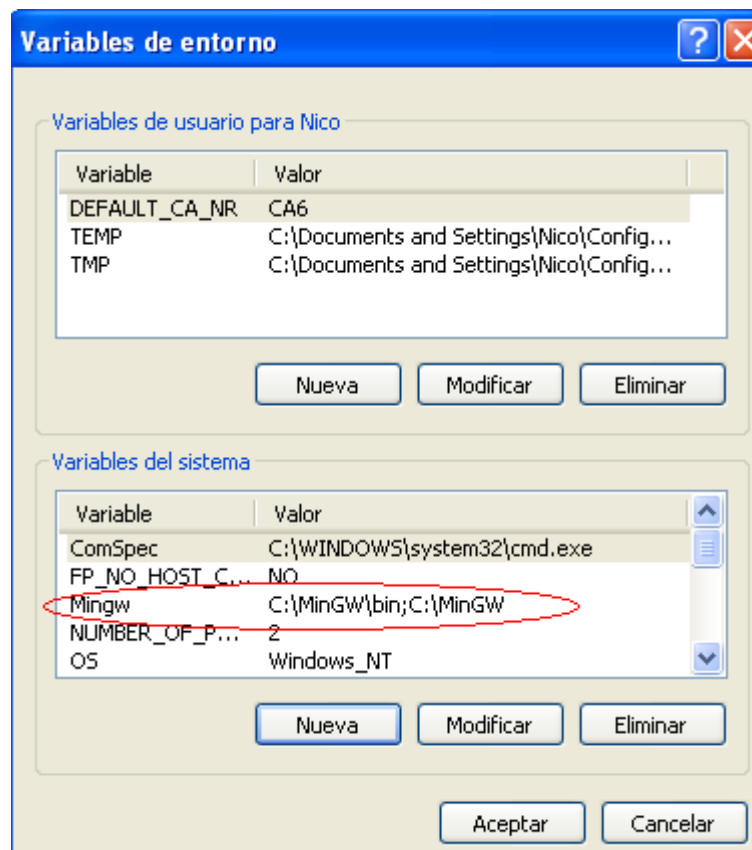 Variables de entorno
Variables de usuario para Nico
Variable Valor
DEFAULT_CA_NR CA6
TEMP C:\Documents and Settings\Nico\Config...
TMP C:\Documents and Settings\Nico\Config...
Nueva Modificar Eliminar
Variables del sistema
Variable Valor
ComSpec C:\WINDOWS\system32\cmd.exe
FP_NO_HOST_C... NO
Mingw C:\MinGW\bin;C:\MinGW
NUMBER_OF_P... 2
OS Windows_NT
Nueva Modificar Eliminar
Aceptar Cancelar